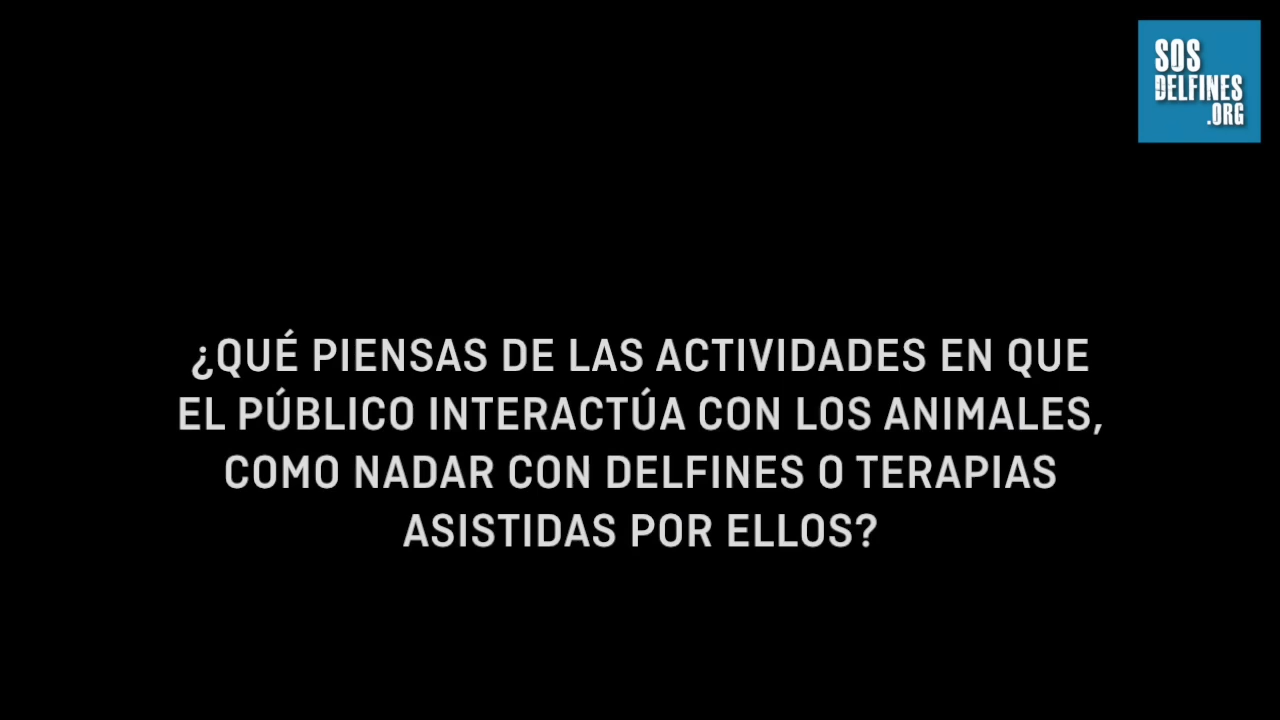 SOS
DELFINES
.ORG
¿QUÉ PIENSAS DE LAS ACTIVIDADES EN QUE
EL PÚBLICO INTERACTÚA CON LOS ANIMALES,
COMO NADAR CON DELFINES O TERAPIAS
ASISTIDAS POR ELLOS?